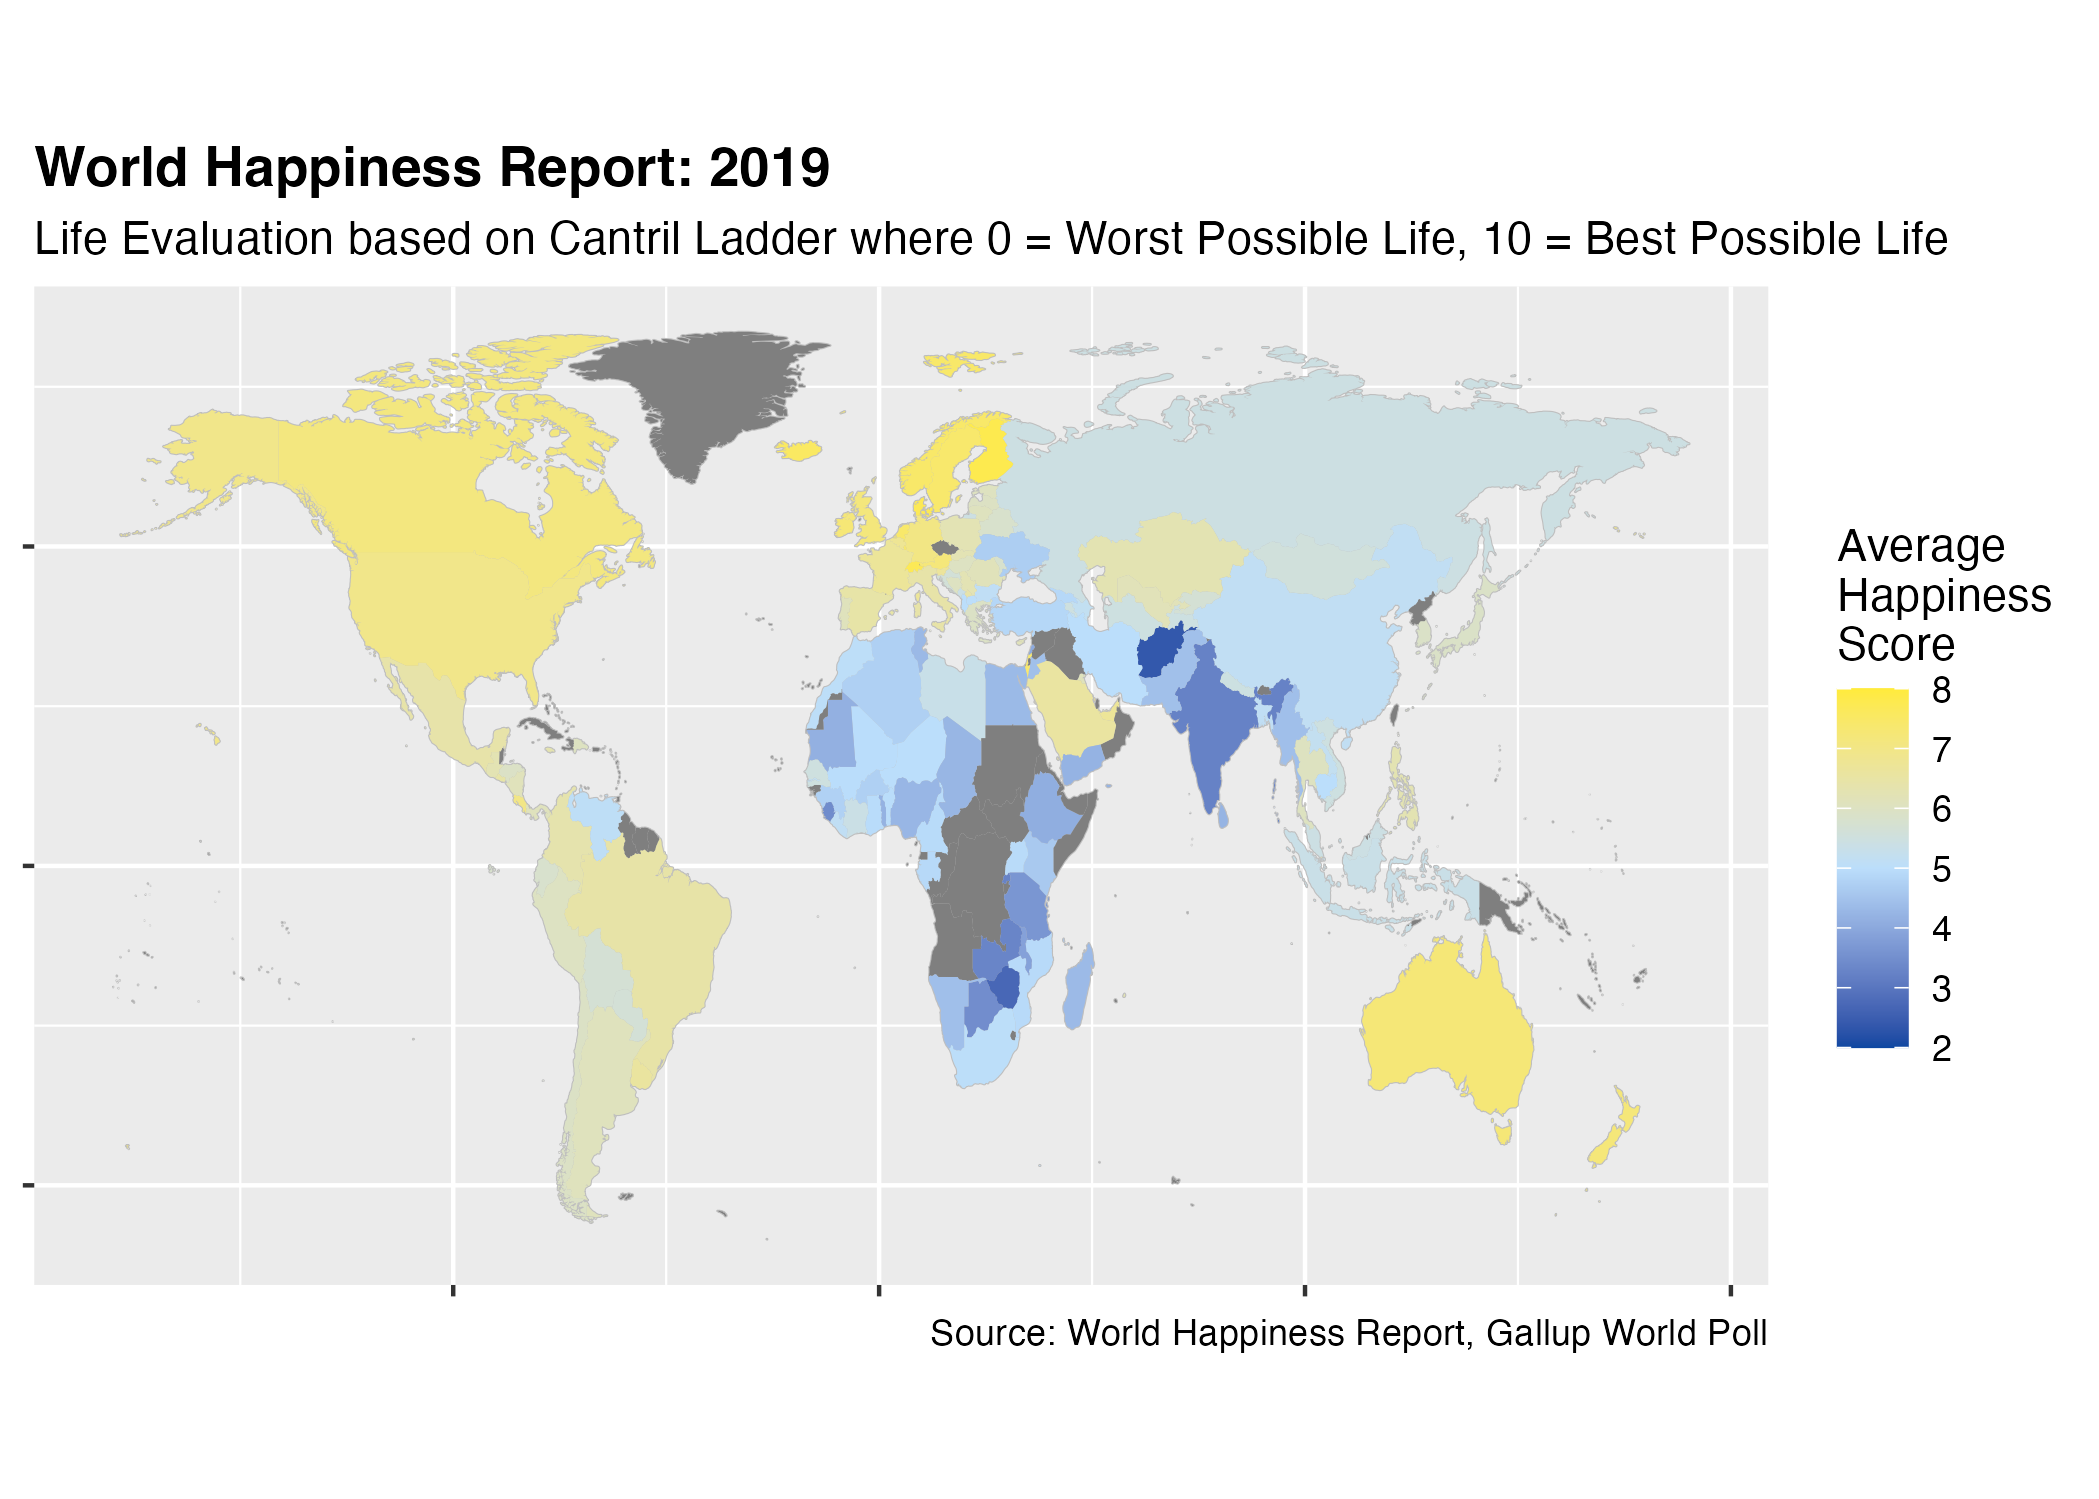 World Happiness Report: 2019
Life Evaluation based on Cantril Ladder where 0 = Worst Possible Life, 10 = Best Possible Life
Average
Happiness
Score
8
7
6
5
4
3
2
Source: World Happiness Report, Gallup World Poll